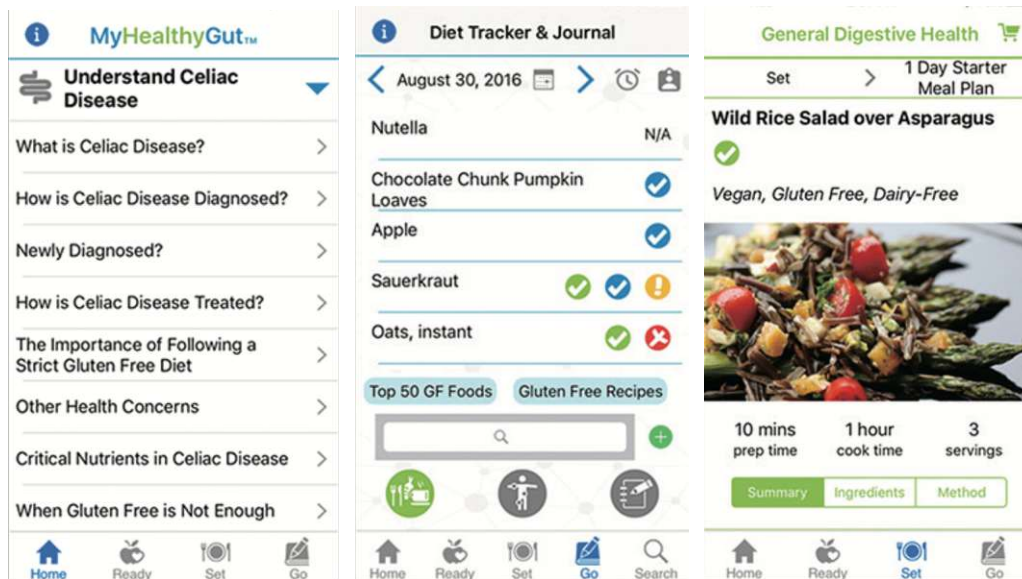 MyHealthyGut™
Understand Celiac
Disease
What is Celiac Disease?
How is Celiac Disease Diagnosed?
Newly Diagnosed?
How is Celiac Disease Treated?
The Importance of Following a
Strict Gluten Free Diet
Other Health Concerns
Critical Nutrients in Celiac Disease
When Gluten Free is Not Enough
Home Ready Set Go
Diet Tracker & Journal
August 30, 2016
Nutella N/A
Chocolate Chunk Pumpkin
Loaves
Apple
Sauerkraut
Oats, instant
Top 50 GF Foods Gluten Free Recipes
Home Ready Set Go Search
General Digestive Health
Set > 1 Day Starter
Meal Plan
Wild Rice Salad over Asparagus
Vegan, Gluten Free, Dairy-Free
10 mins 1 hour 3
prep time cook time servings
Summary Ingredients Method
Home Ready Set Go